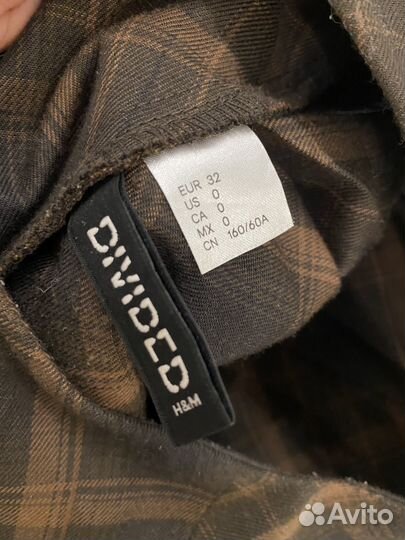 EUR 32
US 0
CA 0
MX 0
CN 160/60A
DIVIDED
H&M
Avito